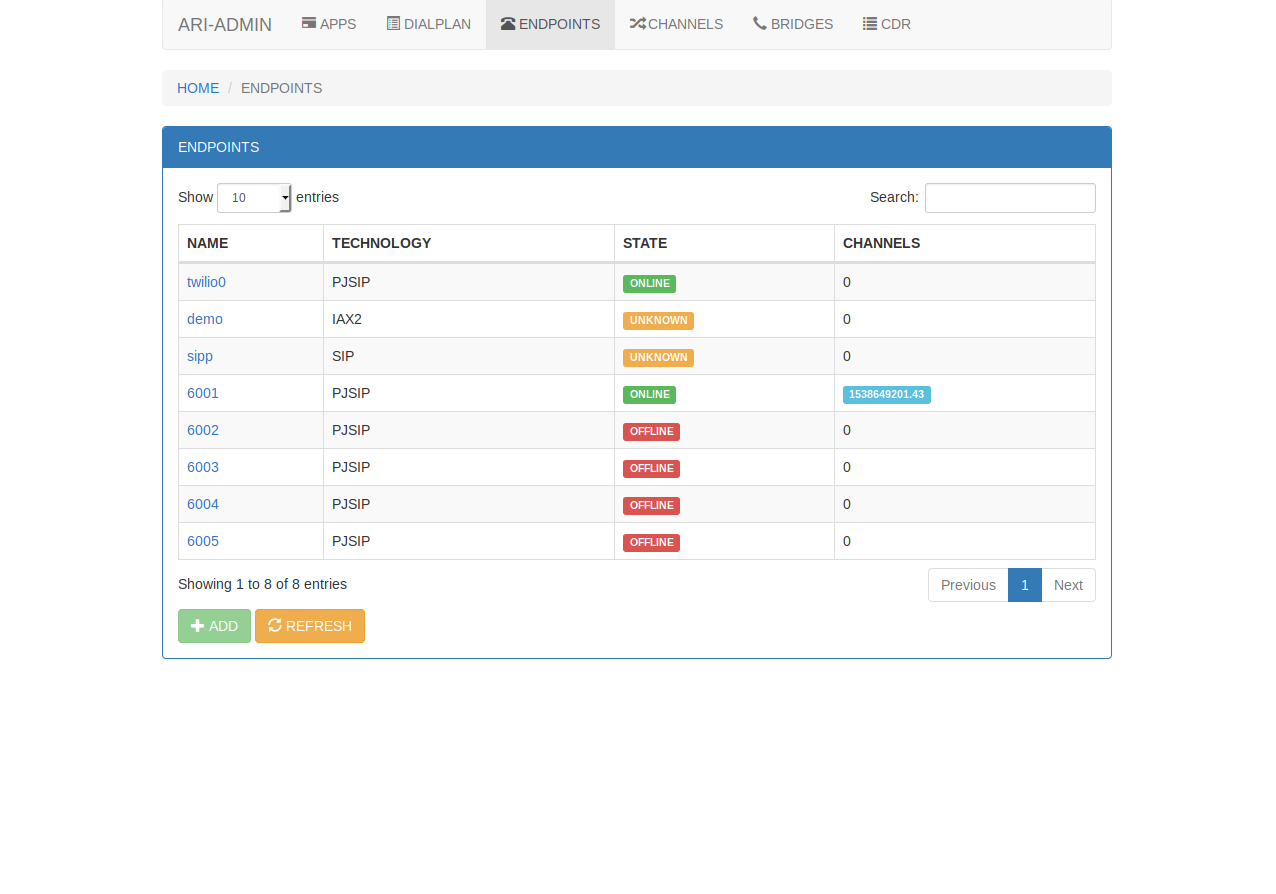 ARI-ADMIN APPS DIALPLAN ENDPOINTS CHANNELS BRIDGES CDR
HOME / ENDPOINTS
ENDPOINTS
Show 10 entries Search:
NAME TECHNOLOGY STATE CHANNELS
twilio0 PJSIP ONLINE 0
demo IAX2 UNKNOWN 0
sipp SIP UNKNOWN 0
6001 PJSIP ONLINE 1538649201.43
6002 PJSIP OFFLINE 0
6003 PJSIP OFFLINE 0
6004 PJSIP OFFLINE 0
6005 PJSIP OFFLINE 0
Showing 1 to 8 of 8 entries Previous 1 Next
ADD REFRESH